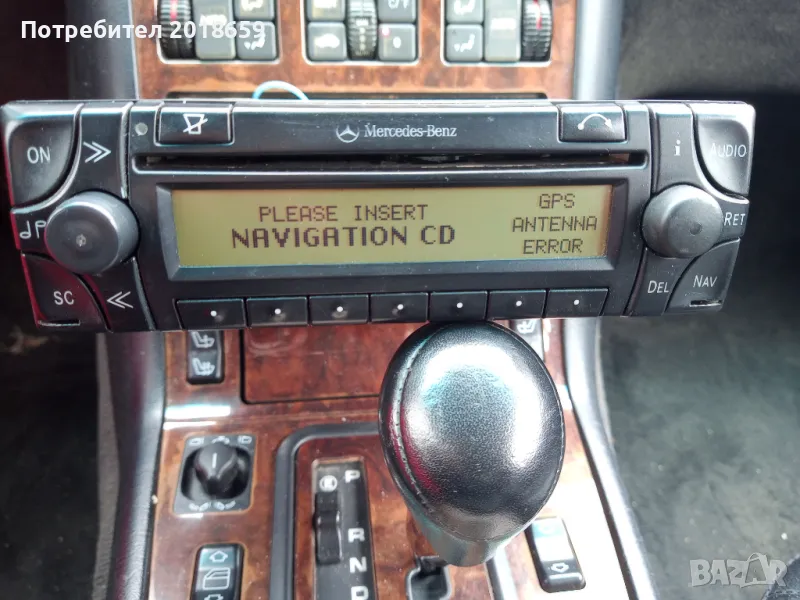 Потребител 2018659
Mercedes-Benz
ON
i
AUDIO
GPS
PLEASE INSERT
ANTENNA
NAVIGATION CD
ERROR
RET
SC
DEL
NAV
P
R
N
D
BAZAR